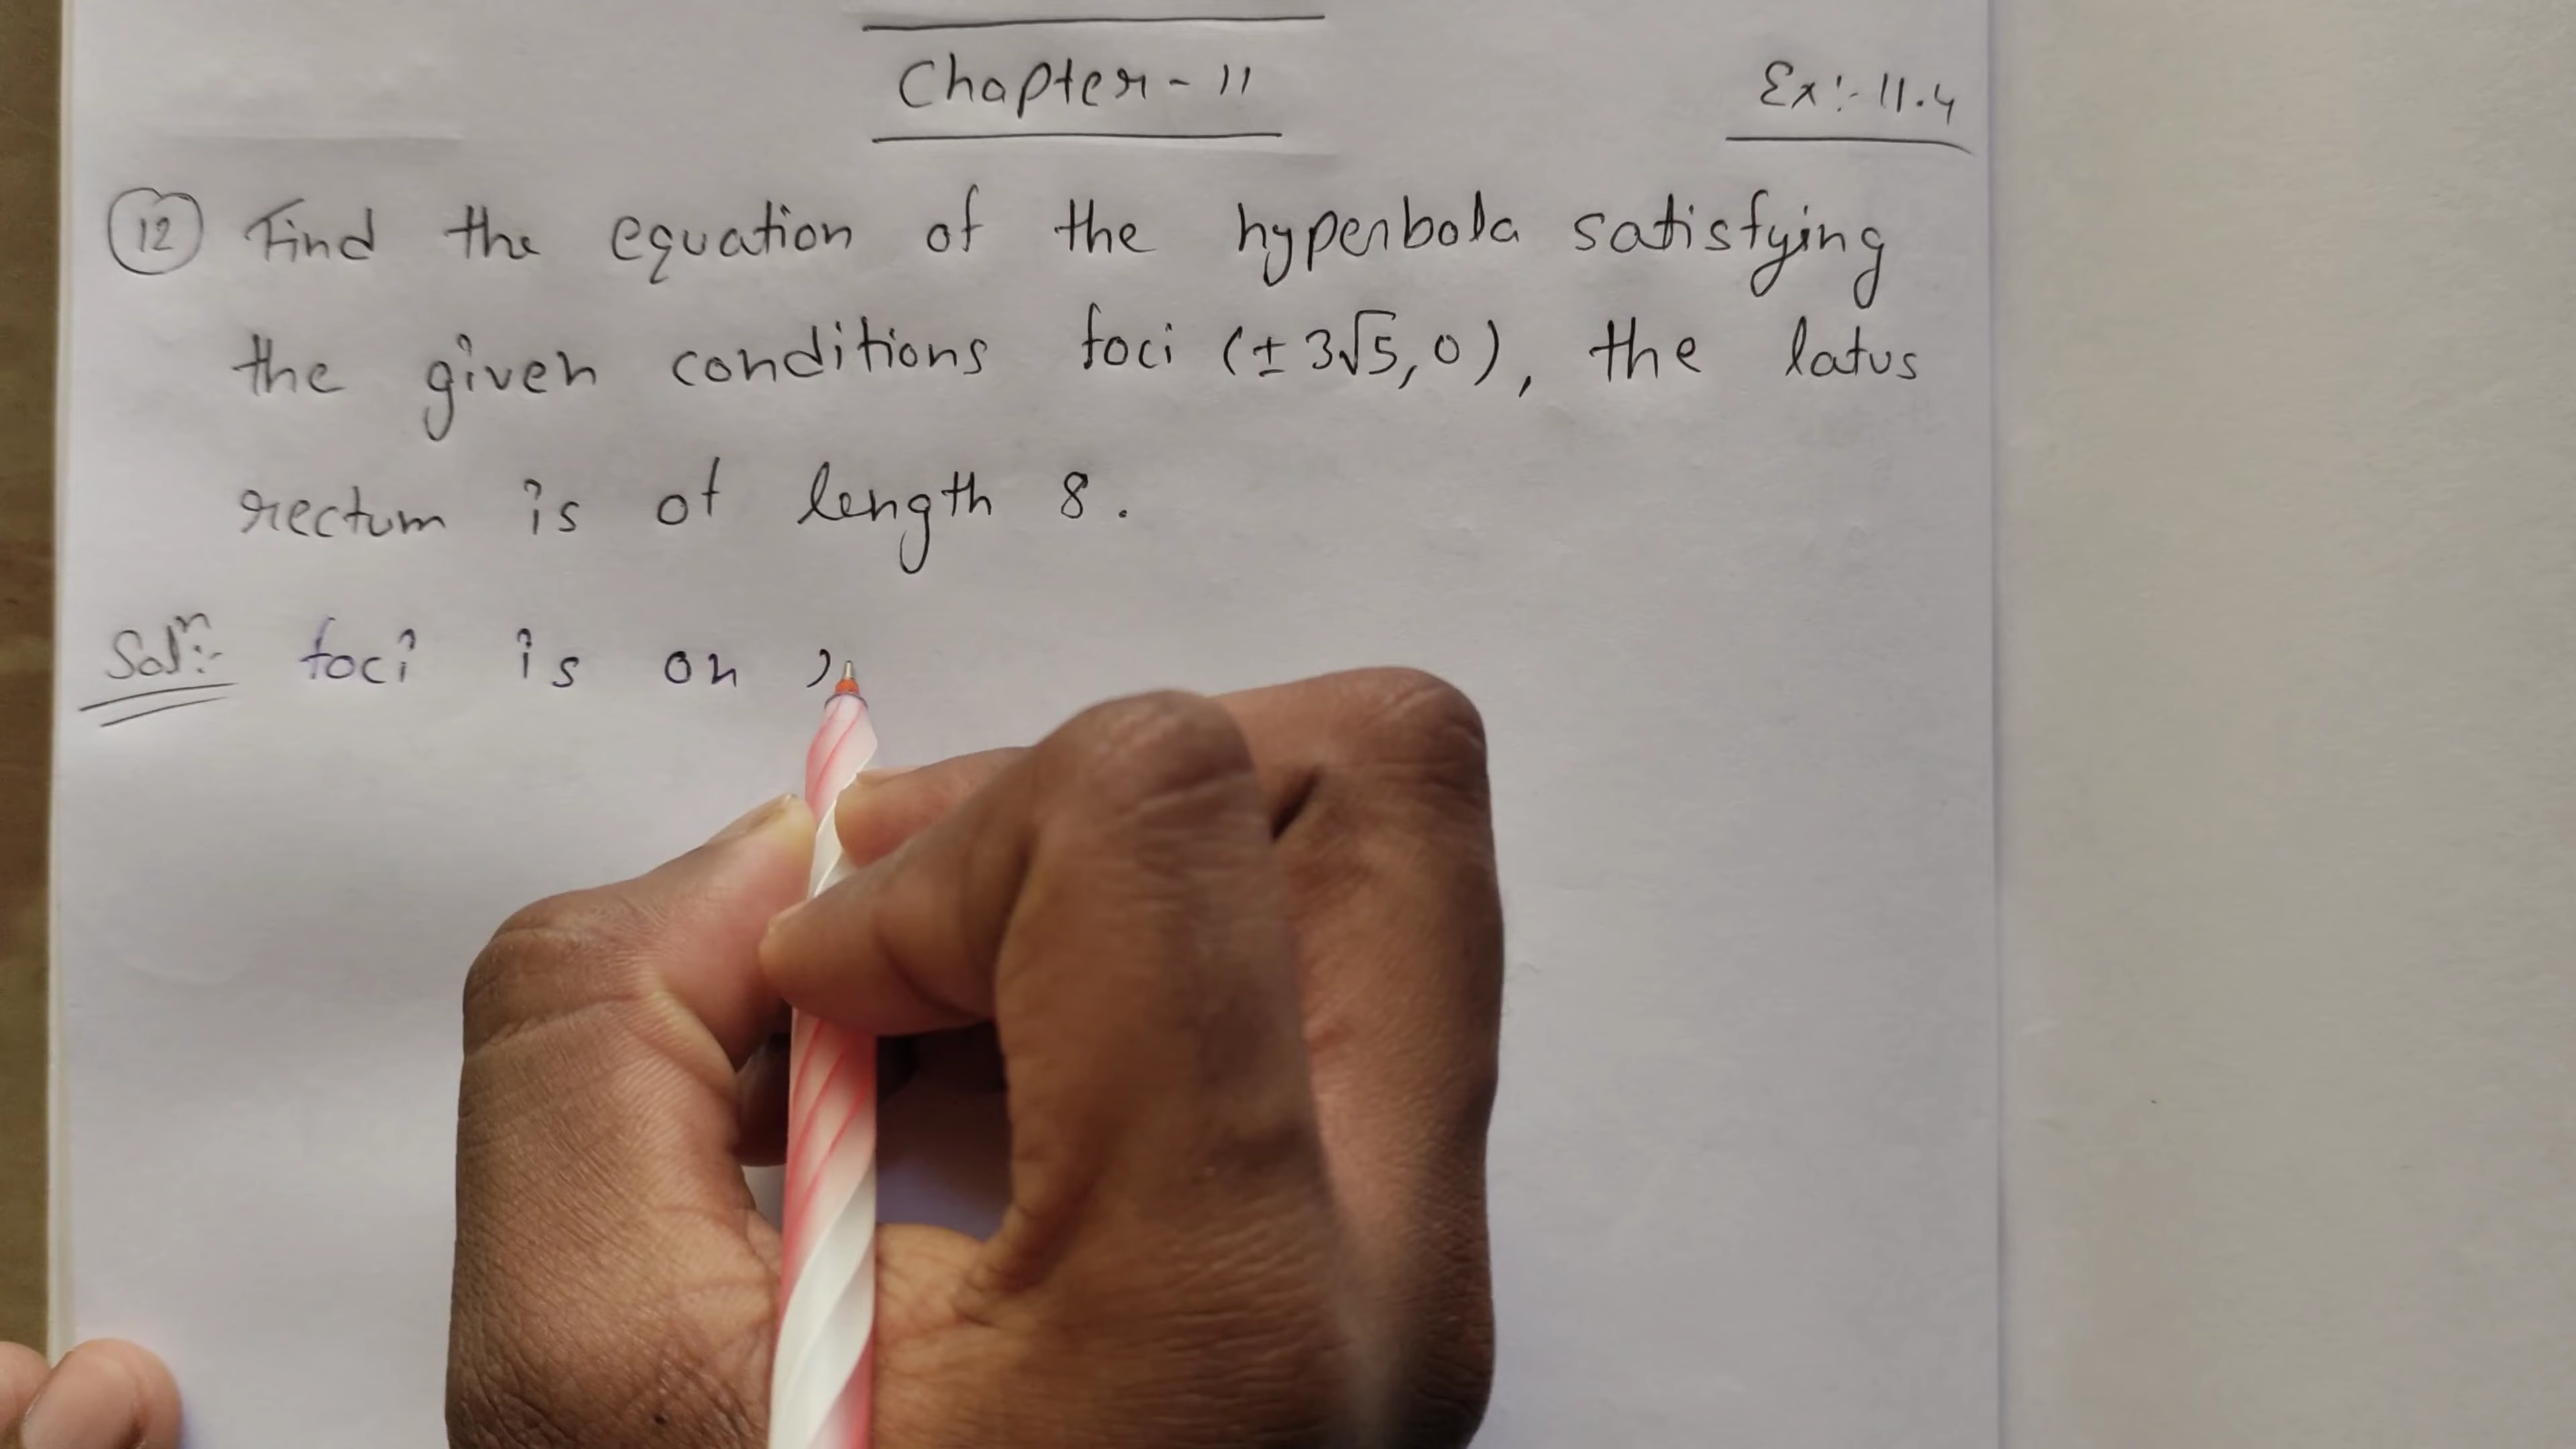 Chapter - 11
Ex:- 11.4
(12) Find the equation of the hyperbola satisfying
the given conditions foci (± 3√5, 0), the latus
rectum is of length 8.
Solⁿ:- foci is on